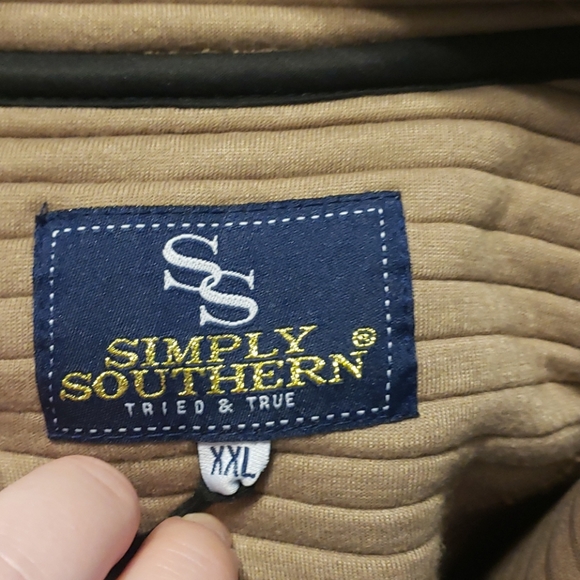 SS
SIMPLY
SOUTHERN®
TRIED & TRUE
XXL